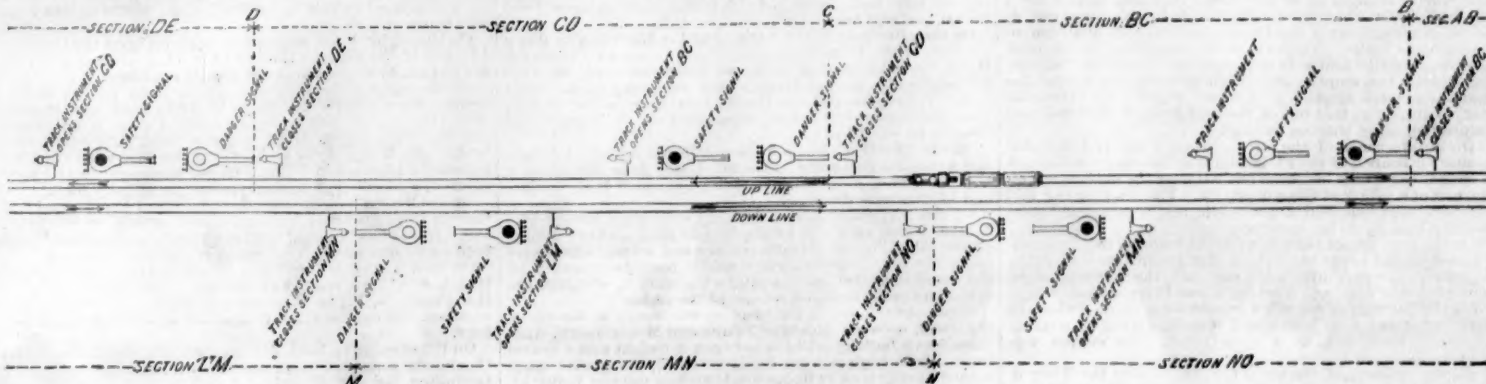 SECTION DE
D
SECTION CD
C
SECTION BC
B
SEC. AB
TRACK INSTRUMENT
OPENS SECTION CD
SAFETY SIGNAL
DANGER SIGNAL
TRACK INSTRUMENT
CLOSES SECTION DE
TRACK INSTRUMENT
OPENS SECTION BC
SAFETY SIGNAL
DANGER SIGNAL
TRACK INSTRUMENT
CLOSES SECTION CD
TRACK INSTRUMENT
SAFTY SIGNAL
DANGER SIGNAL
TRACK INSTRUMENT
CLOSES SECTION BC
UP LINE
DOWN LINE
TRACK INSTRUMENT
CLOSES SECTION MN
DANGER SIGNAL
SAFETY SIGNAL
TRACK INSTRUMENT
OPENS SECTION LM
TRACK INSTRUMENT
CLOSES SECTION NO
DANGER SIGNAL
SAFETY SIGNAL
TRACK INSTRUMENT
OPENS SECTION MN
SECTION LM
M
SECTION MN
N
SECTION NO